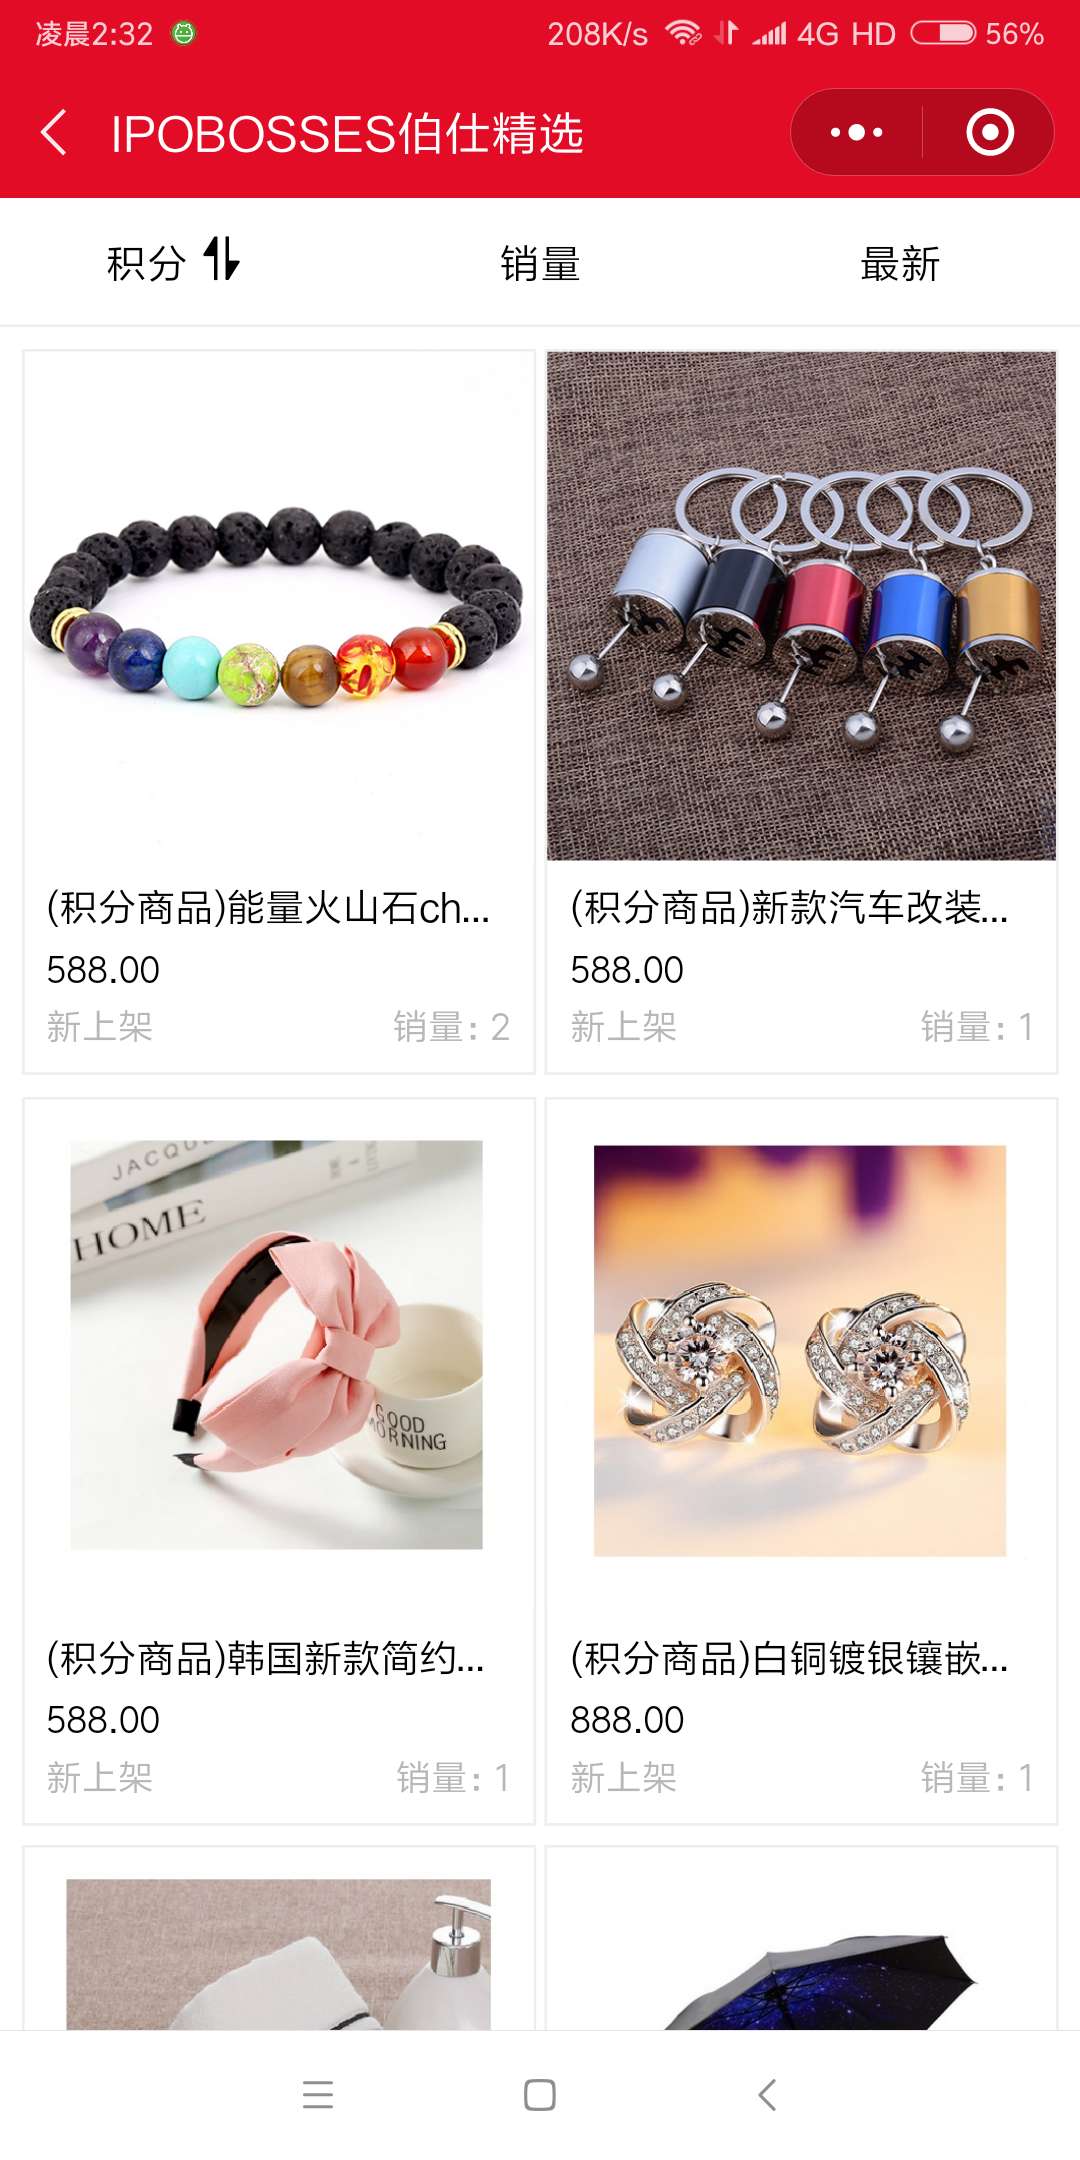 凌晨2:32
208K/s 4G HD 56%
IPOBOSSES伯仕精选
积分 销量 最新
(积分商品)能量火山石ch...
588.00
新上架 销量: 2
(积分商品)新款汽车改装...
588.00
新上架 销量: 1
JACQU
HOME
GOOD
MORNING
(积分商品)韩国新款简约...
588.00
新上架 销量: 1
(积分商品)白铜镀银镶嵌...
888.00
新上架 销量: 1